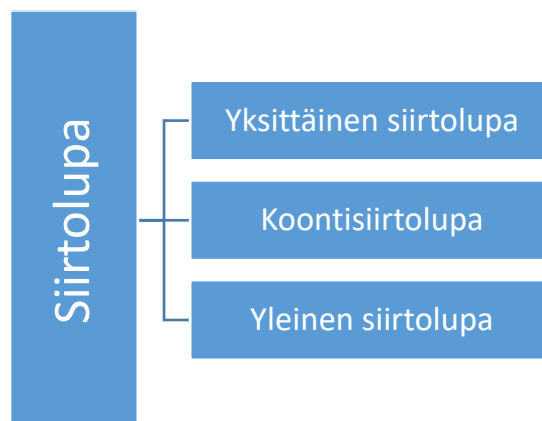 Siirtolupa
Yksittäinen siirtolupa
Koontisiirtolupa
Yleinen siirtolupa